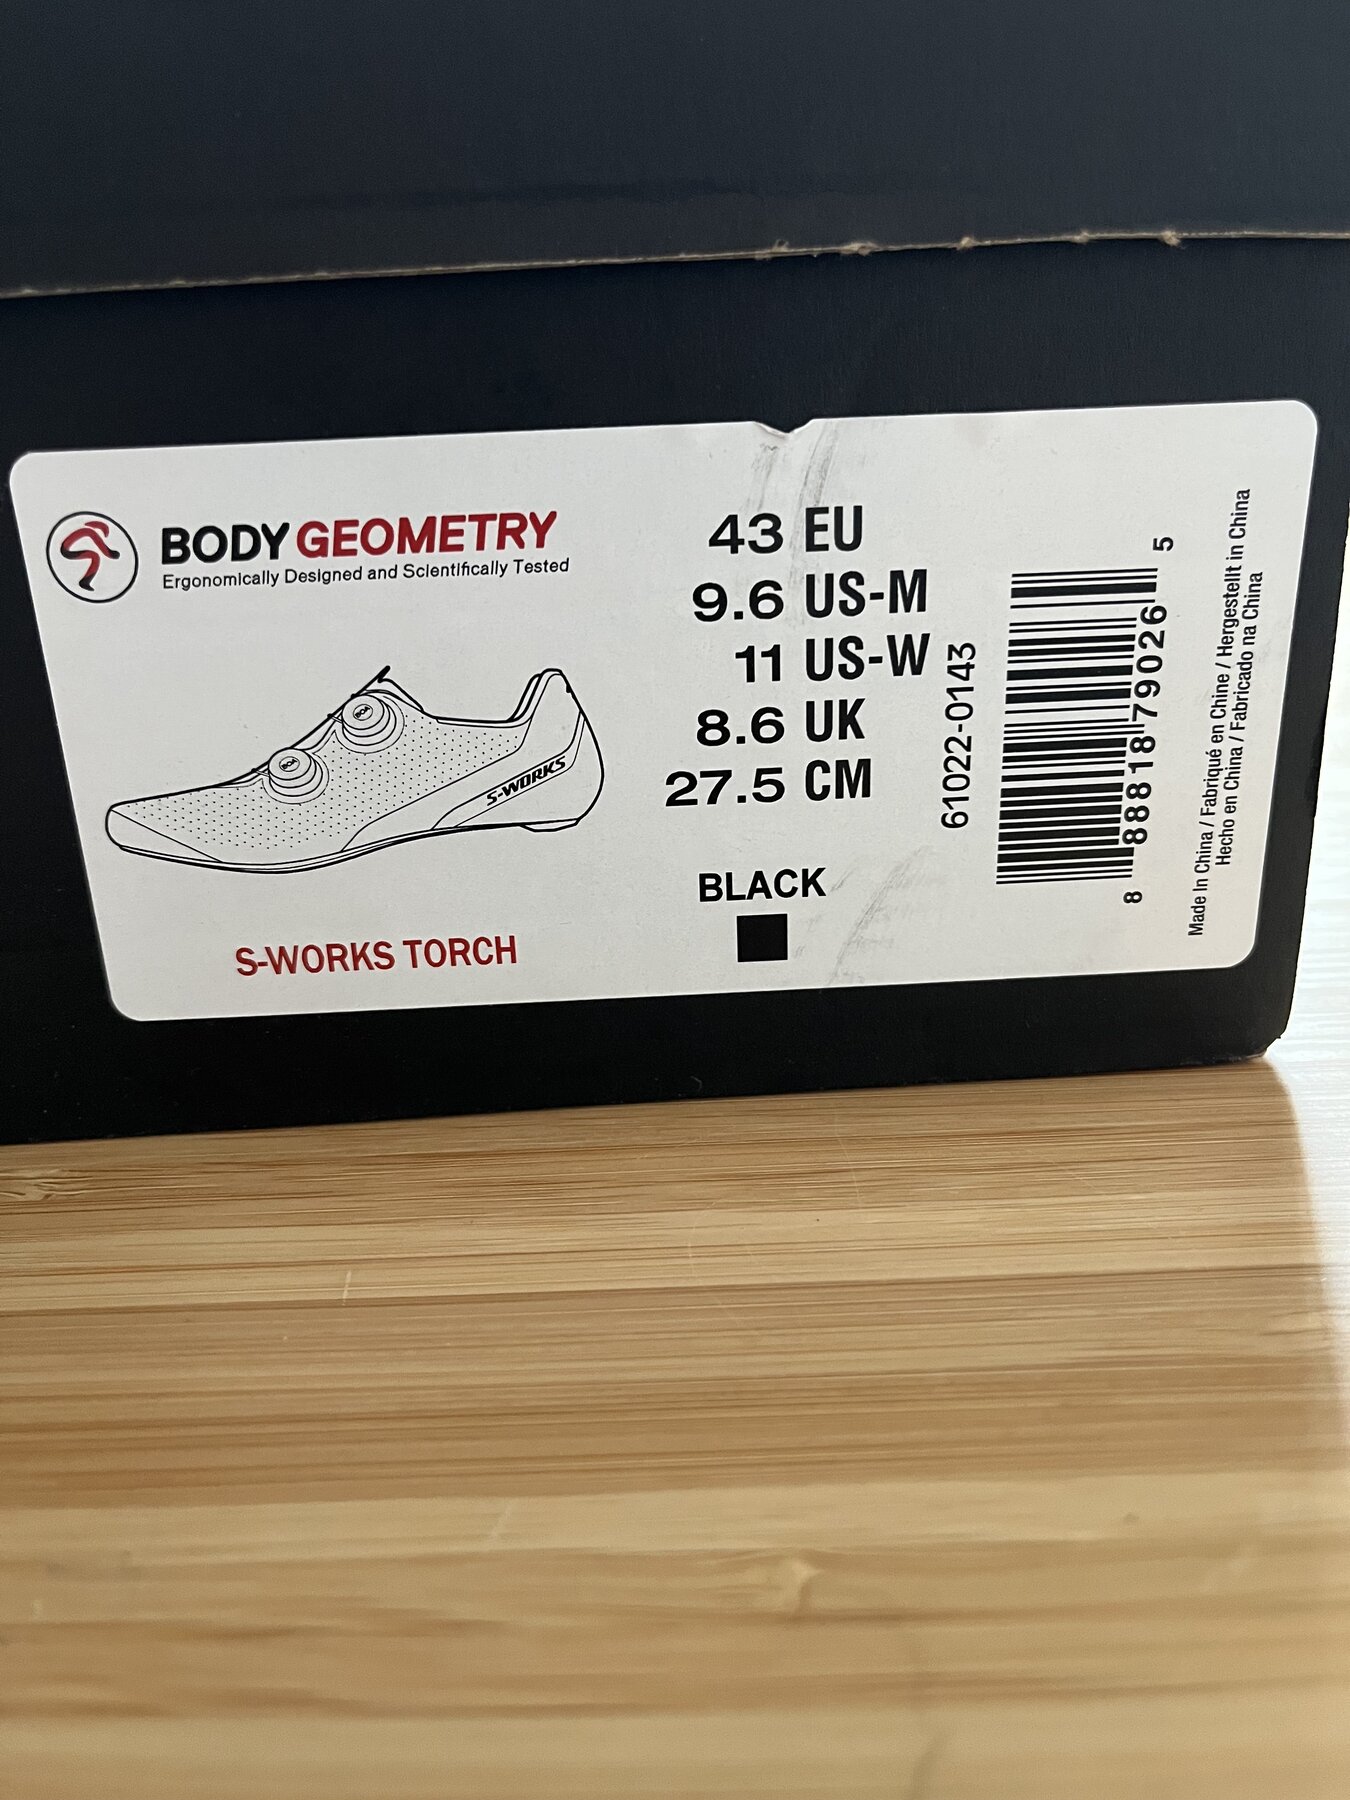 BODY GEOMETRY
Ergonomically Designed and Scientifically Tested
BOA
BOA
S-WORKS
S-WORKS TORCH
43 EU
9.6 US-M
11 US-W
8.6 UK
27.5 CM
BLACK
61022-0143
8 88818 79026 5
Made In China / Fabriqué en Chine / Hergestellt in China
Hecho en China / Fabricado na China